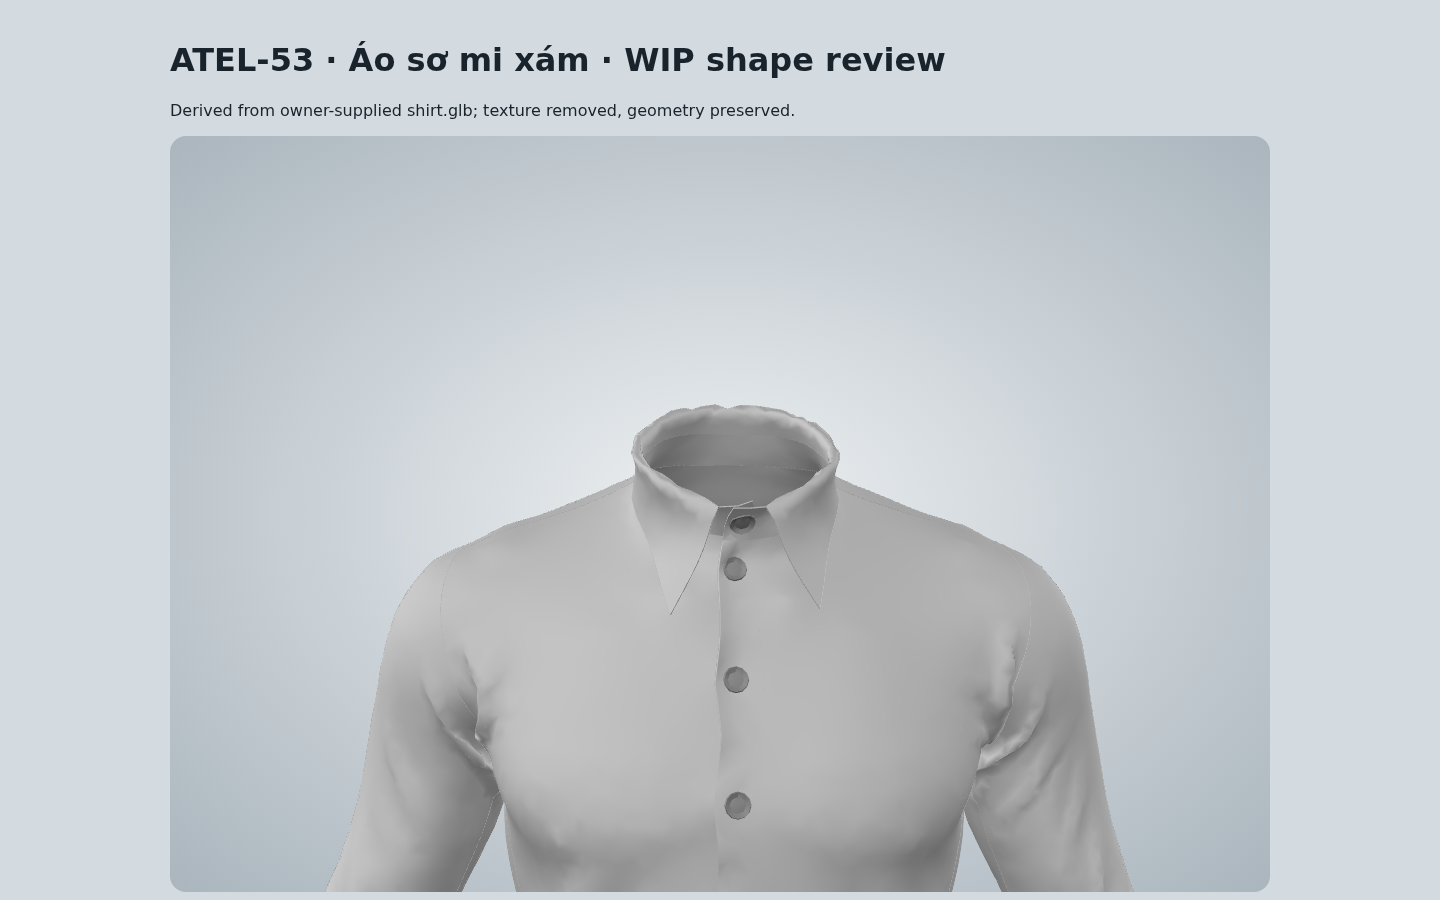 ATEL-53 · Áo sơ mi xám · WIP shape review
Derived from owner-supplied shirt.glb; texture removed, geometry preserved.